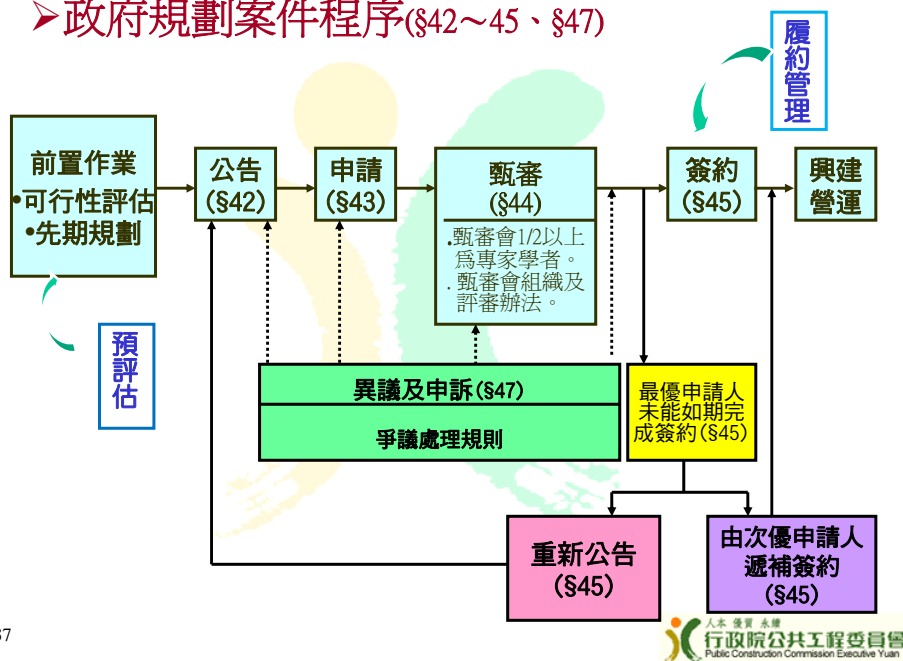 ➢政府規劃案件程序(§42～45、§47)
履
約
管
理
前置作業
•可行性評估
•先期規劃
公告
(§42)
申請
(§43)
甄審
(§44)
.甄審會1/2以上
為專家學者。
.甄審會組織及
評審辦法。
簽約
(§45)
興建
營運
預
評
估
異議及申訴(§47)
爭議處理規則
最優申請人
未能如期完
成簽約(§45)
重新公告
(§45)
由次優申請人
遞補簽約
(§45)
37
人本 優質 永續
行政院公共工程委員會
Public Construction Commission Executive Yuan